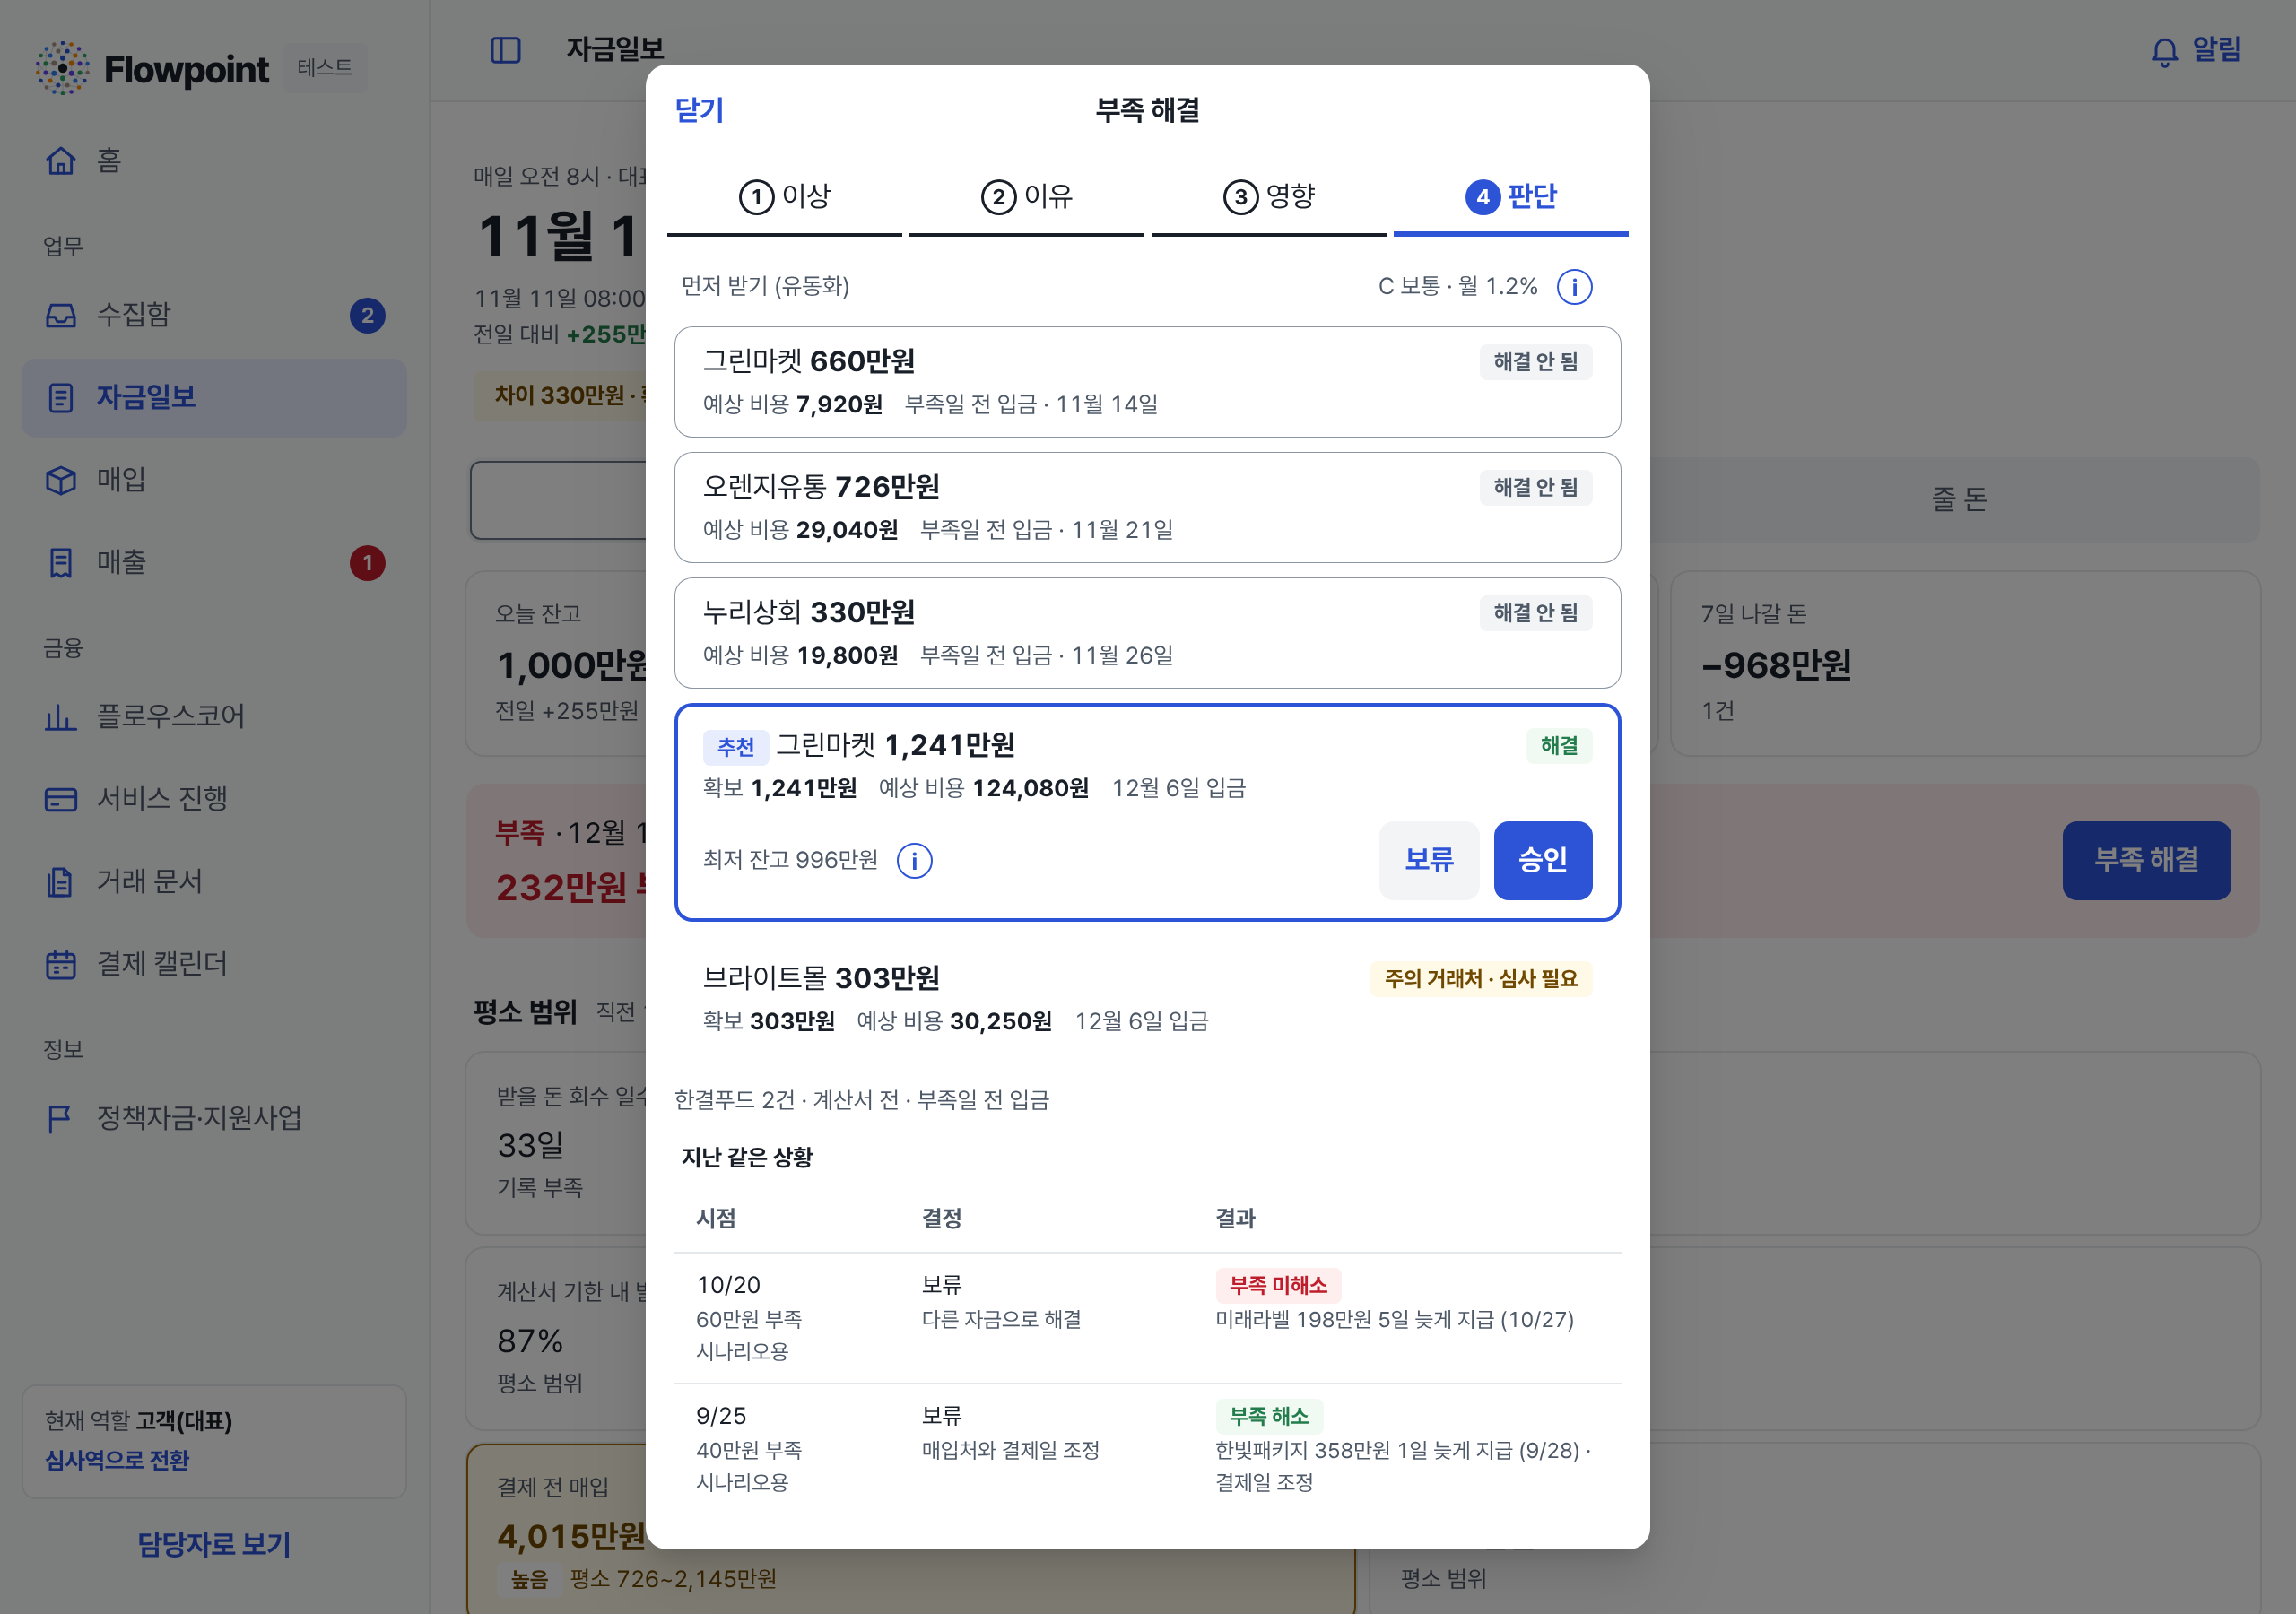 Flowpoint 테스트
홈
업무
수집함 2
자금일보
매입
매출 1
금융
플로우스코어
서비스 진행
거래 문서
결제 캘린더
정보
정책자금·지원사업
현재 역할 고객(대표)
심사역으로 전환
담당자로 보기
자금일보
알림
매일 오전 8시 ·
11월 1
11월 11일 08:00
전일 대비 +255만
차이 330만원 ·
줄 돈
오늘 잔고
1,000만원
전일 +255만원
7일 나갈 돈
−968만원
1건
부족 · 12월
232만원
부족 해결
평소 범위 직전
받을 돈 회수 일수
33일
기록 부족
계산서 기한 내
87%
평소 범위
결제 전 매입
4,015만원
높음 평소 726~2,145만원
평소 범위
닫기
부족 해결
1 이상
2 이유
3 영향
4 판단
먼저 받기 (유동화)
C 보통 · 월 1.2% i
그린마켓 660만원
해결 안 됨
예상 비용 7,920원 부족일 전 입금 · 11월 14일
오렌지유통 726만원
해결 안 됨
예상 비용 29,040원 부족일 전 입금 · 11월 21일
누리상회 330만원
해결 안 됨
예상 비용 19,800원 부족일 전 입금 · 11월 26일
추천 그린마켓 1,241만원
해결
확보 1,241만원 예상 비용 124,080원 12월 6일 입금
최저 잔고 996만원 i
보류
승인
브라이트몰 303만원
주의 거래처 · 심사 필요
확보 303만원 예상 비용 30,250원 12월 6일 입금
한결푸드 2건 · 계산서 전 · 부족일 전 입금
지난 같은 상황
시점 결정 결과
10/20
60만원 부족
시나리오용
보류
다른 자금으로 해결
부족 미해소
미래라벨 198만원 5일 늦게 지급 (10/27)
9/25
40만원 부족
시나리오용
보류
매입처와 결제일 조정
부족 해소
한빛패키지 358만원 1일 늦게 지급 (9/28) ·
결제일 조정